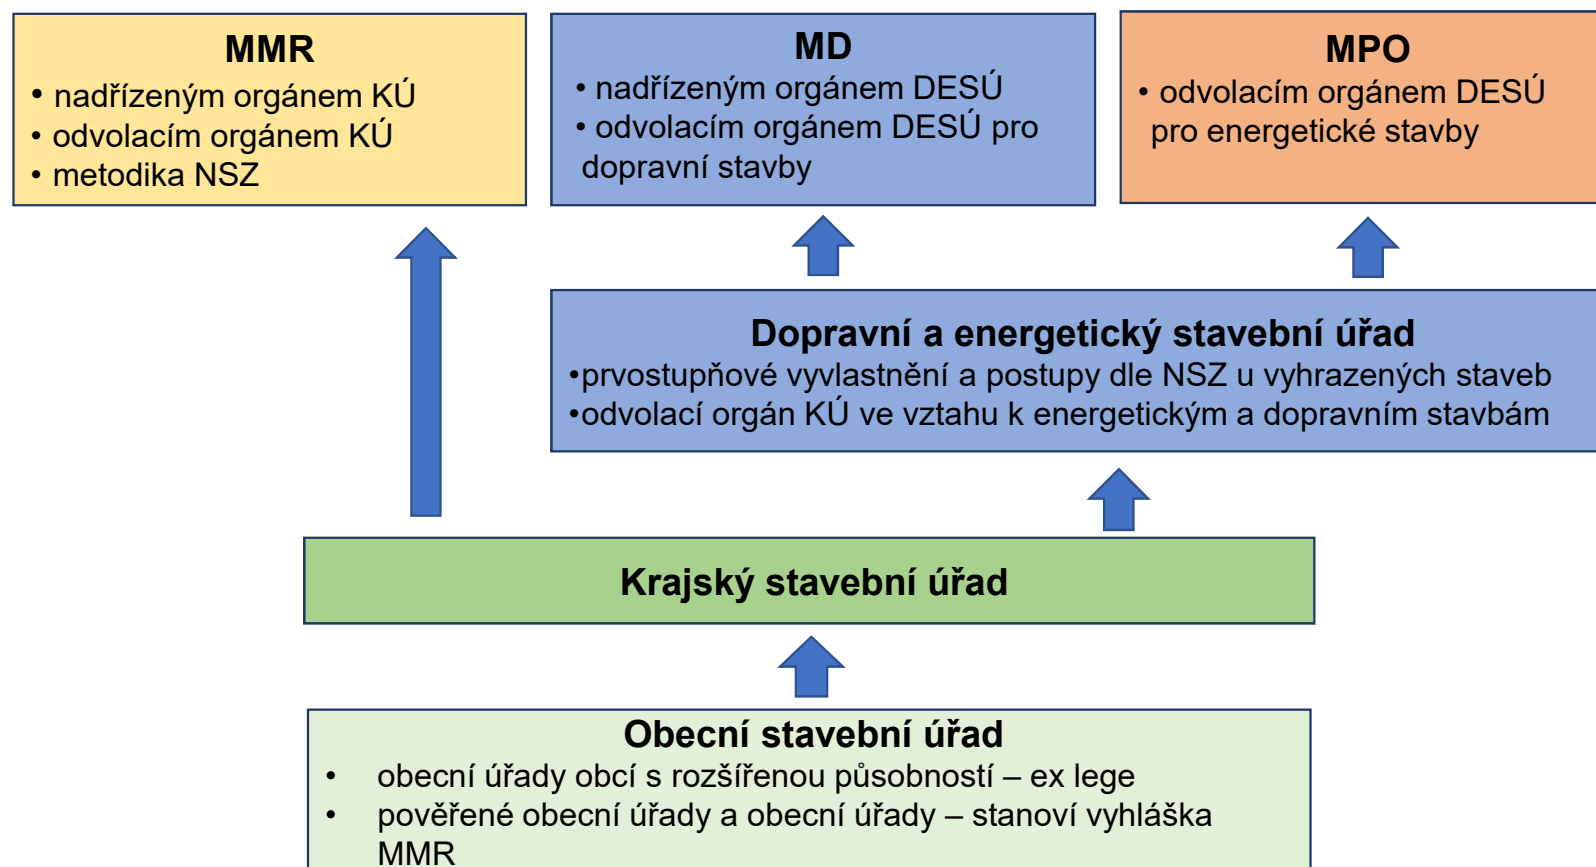 MMR
• nadřízeným orgánem KÚ
• odvolacím orgánem KÚ
• metodika NSZ
MD
• nadřízeným orgánem DESÚ
• odvolacím orgánem DESÚ pro
dopravní stavby
MPO
• odvolacím orgánem DESÚ
pro energetické stavby
Dopravní a energetický stavební úřad
•prvostupňové vyvlastnění a postupy dle NSZ u vyhrazených staveb
•odvolací orgán KÚ ve vztahu k energetickým a dopravním stavbám
Krajský stavební úřad
Obecní stavební úřad
• obecní úřady obcí s rozšířenou působností – ex lege
• pověřené obecní úřady a obecní úřady – stanoví vyhláška
MMR